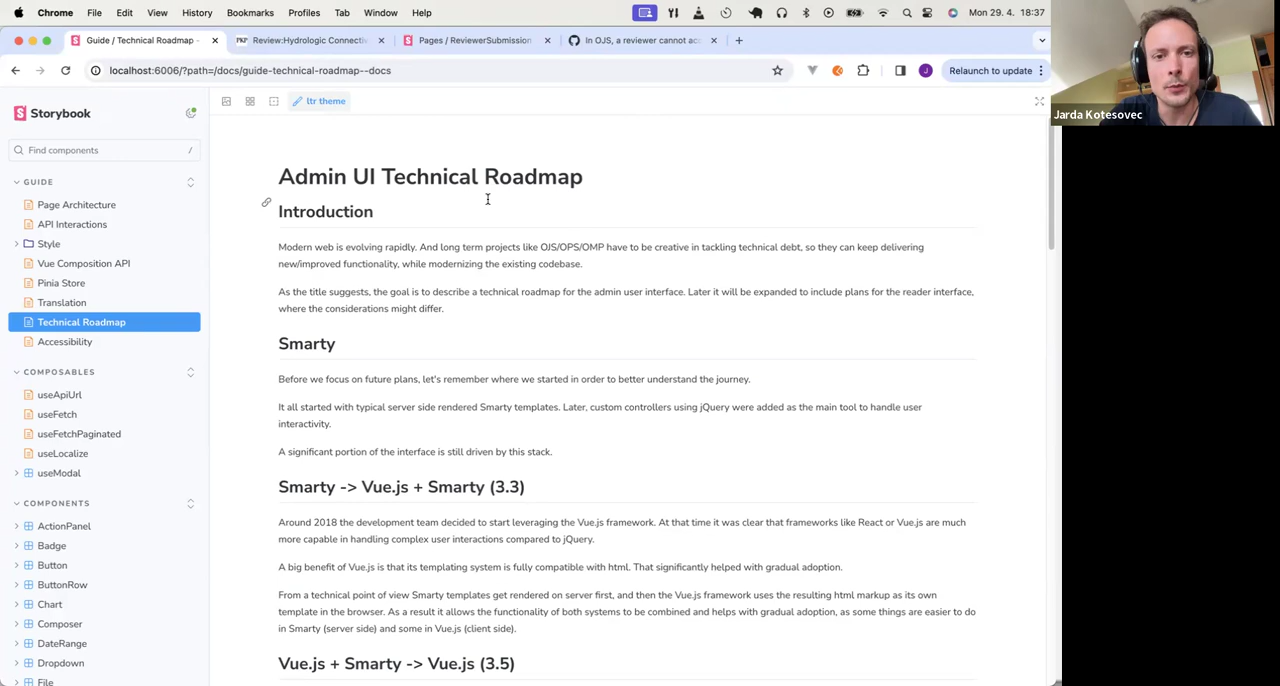 Chrome File Edit View History Bookmarks Profiles Tab Window Help Mon 29. 4. 18:37
Guide / Technical Roadmap - Review:Hydrologic Connecti Pages / ReviewerSubmission In OJS, a reviewer cannot acc
localhost:6006/?path=/docs/guide-technical-roadmap--docs Relaunch to update
Jarda Kotesovec
Storybook
ltr theme
Find components /
GUIDE
Page Architecture
API Interactions
Style
Vue Composition API
Pinia Store
Translation
Technical Roadmap
Accessibility
COMPOSABLES
useApiUrl
useFetch
useFetchPaginated
useLocalize
useModal
COMPONENTS
ActionPanel
Badge
Button
ButtonRow
Chart
Composer
DateRange
Dropdown
File
Admin UI Technical Roadmap
Introduction
Modern web is evolving rapidly. And long term projects like OJS/OPS/OMP have to be creative in tackling technical debt, so they can keep delivering
new/improved functionality, while modernizing the existing codebase.
As the title suggests, the goal is to describe a technical roadmap for the admin user interface. Later it will be expanded to include plans for the reader interface,
where the considerations might differ.
Smarty
Before we focus on future plans, let's remember where we started in order to better understand the journey.
It all started with typical server side rendered Smarty templates. Later, custom controllers using jQuery were added as the main tool to handle user
interactivity.
A significant portion of the interface is still driven by this stack.
Smarty -> Vue.js + Smarty (3.3)
Around 2018 the development team decided to start leveraging the Vue.js framework. At that time it was clear that frameworks like React or Vue.js are much
more capable in handling complex user interactions compared to jQuery.
A big benefit of Vue.js is that its templating system is fully compatible with html. That significantly helped with gradual adoption.
From a technical point of view Smarty templates get rendered on server first, and then the Vue.js framework uses the resulting html markup as its own
template in the browser. As a result it allows the functionality of both systems to be combined and helps with gradual adoption, as some things are easier to do
in Smarty (server side) and some in Vue.js (client side).
Vue.js + Smarty -> Vue.js (3.5)